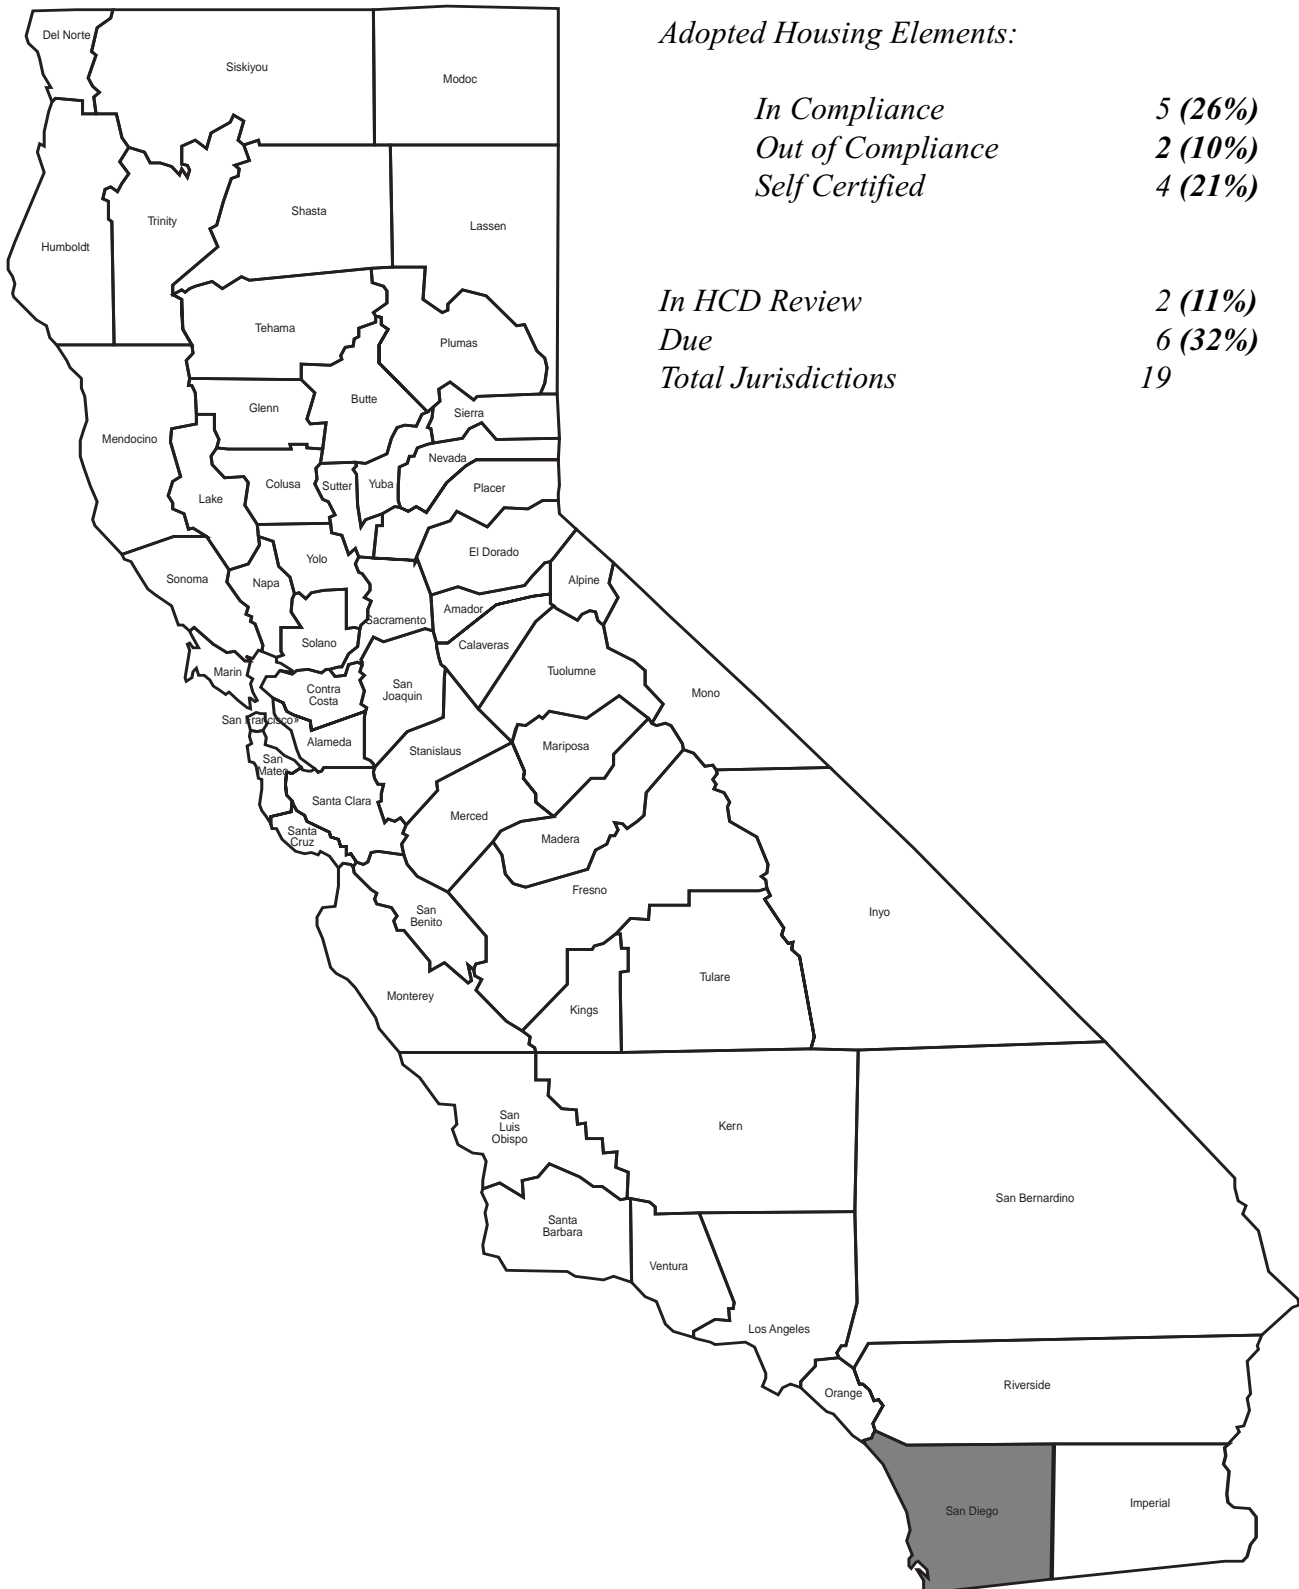 Adopted Housing Elements:
In Compliance 5 (26%)
Out of Compliance 2 (10%)
Self Certified 4 (21%)
In HCD Review 2 (11%)
Due 6 (32%)
Total Jurisdictions 19
Del Norte
Siskiyou
Modoc
Humboldt
Trinity
Shasta
Lassen
Tehama
Plumas
Mendocino
Glenn
Butte
Sierra
Lake
Colusa
Sutter
Yuba
Nevada
Placer
Sonoma
Napa
Yolo
El Dorado
Alpine
Sacramento
Amador
Solano
Calaveras
Marin
Contra
Costa
San
Joaquin
Tuolumne
Mono
San Francisco
Alameda
Stanislaus
Mariposa
San
Mateo
Santa Clara
Merced
Santa
Cruz
Madera
Fresno
San
Benito
Inyo
Monterey
Kings
Tulare
San
Luis
Obispo
Kern
San Bernardino
Santa
Barbara
Ventura
Los Angeles
Orange
Riverside
San Diego
Imperial